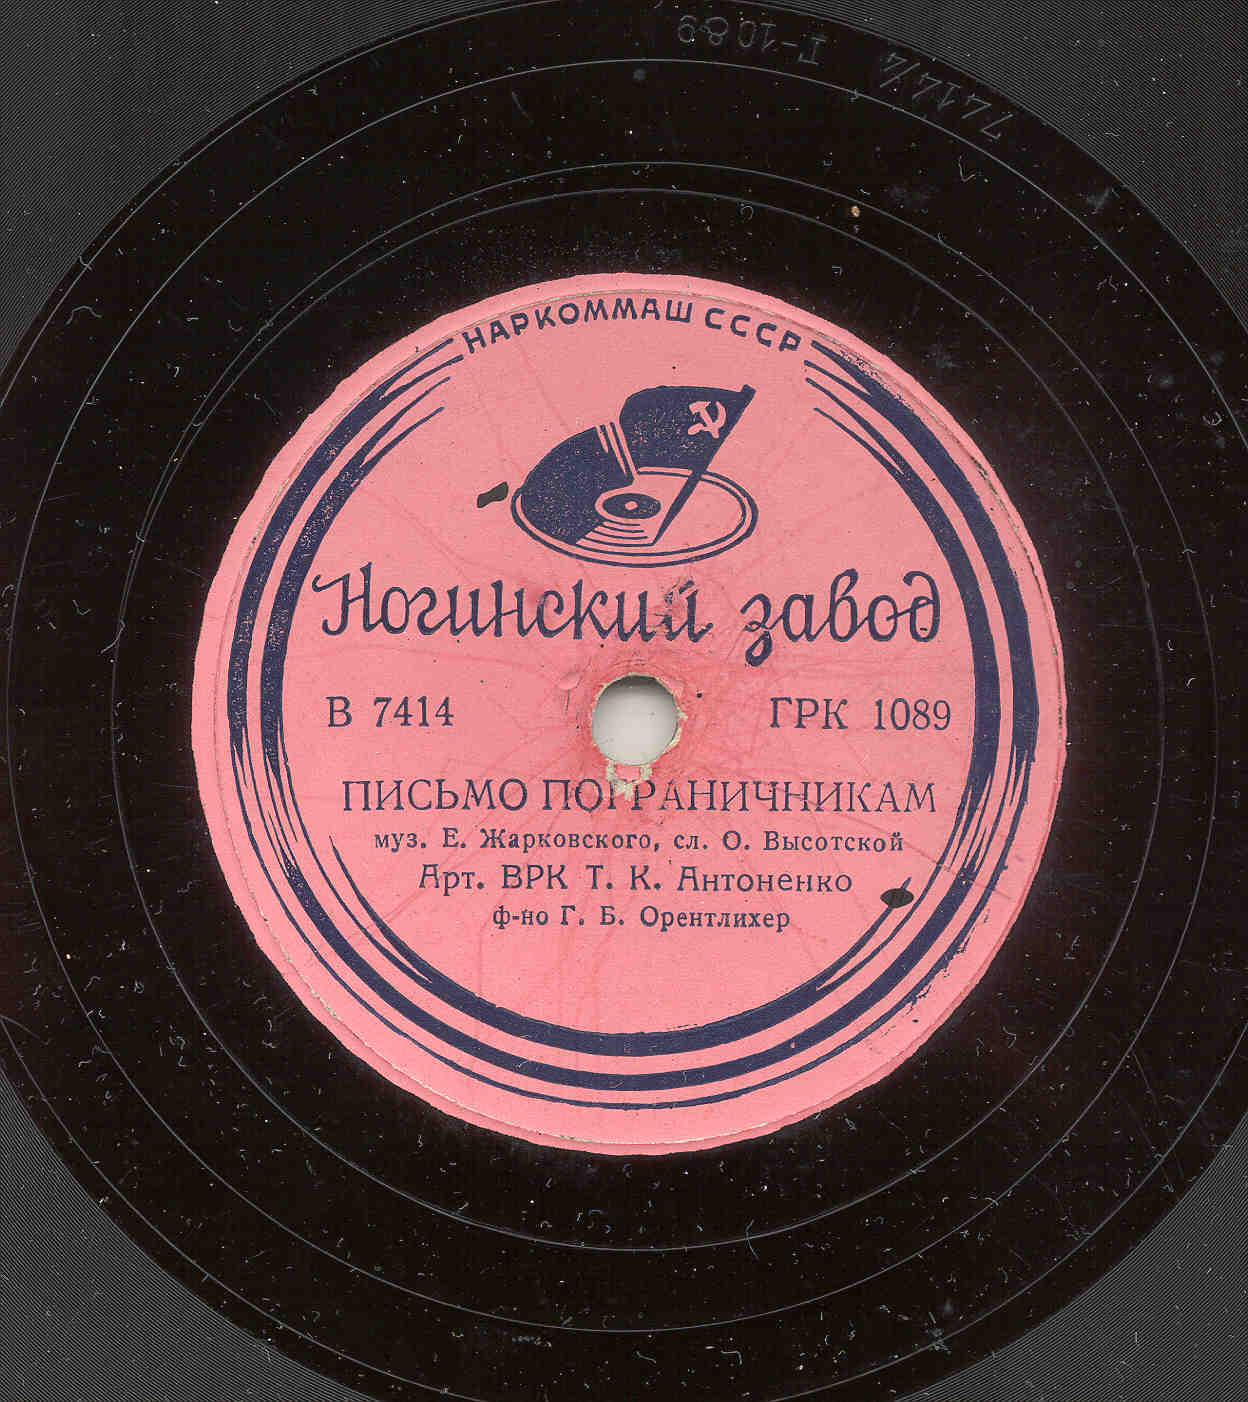 Г-1089
7414/4
НАРКОММАШ СССР
Ногинский завод
В 7414
ГРК 1089
ПИСЬМО ПОГРАНИЧНИКАМ
муз. Е. Жарковского, сл. О. Высотской
Арт. ВРК Т. К. Антоненко
ф-но Г. Б. Орентлихер